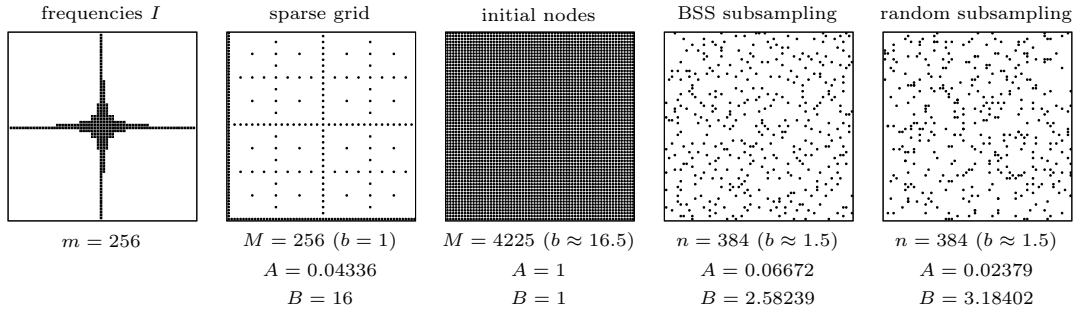 frequencies I
sparse grid
initial nodes
BSS subsampling
random subsampling
m = 256
M = 256 (b = 1)
M = 4225 (b ≈ 16.5)
n = 384 (b ≈ 1.5)
n = 384 (b ≈ 1.5)
A = 0.04336
A = 1
A = 0.06672
A = 0.02379
B = 16
B = 1
B = 2.58239
B = 3.18402